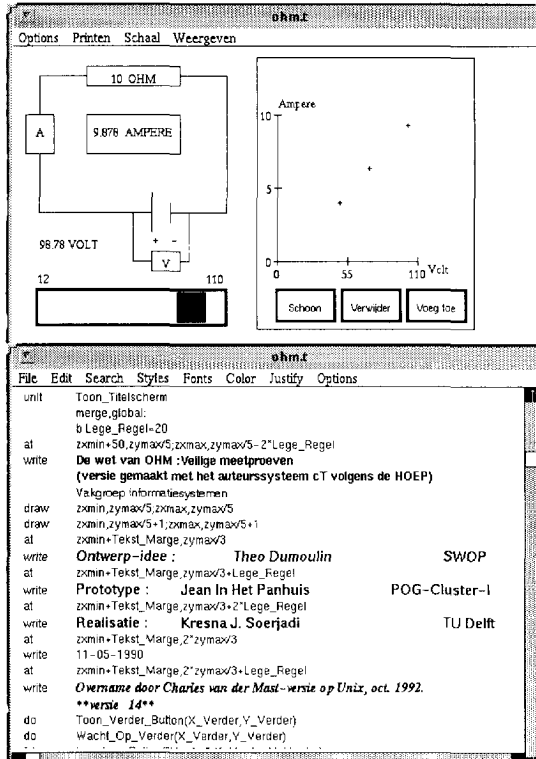 ohm.t
Options Printen Schaal Weergeven
10 OHM
A
9.878 AMPERE
98.78 VOLT
+ -
V
12 110
Ampere
10
5
0
0 55 110 Volt
Schoon Verwijder Voeg toe
ohm.t
File Edit Search Styles Fonts Color Justify Options
unit Toon_Titelscherm
merge,global:
b Lege_Regel=20
at zxmin+50,zymax/5;zxmax,zymax/5-2*Lege_Regel
write De wet van OHM :Veilige meetproeven
(versie gemaakt met het auteurssysteem cT volgens de HOEP)
Vakgroep informatiesystemen
draw zxmin,zymax/5;zxmax,zymax/5
draw zxmin,zymax/5+1;zxmax,zymax/5+1
at zxmin+Tekst_Marge,zymax/3
write Ontwerp-idee : Theo Dumoulin SWOP
at zxmin+Tekst_Marge,zymax/3+Lege_Regel
write Prototype : Jean In Het Panhuis POG-Cluster-I
at zxmin+Tekst_Marge,zymax/3+2*Lege_Regel
write Realisatie : Kresna J. Soerjadi TU Delft
at zxmin+Tekst_Marge,2*zymax/3
write 11-05-1990
at zxmin+Tekst_Marge,2*zymax/3+Lege_Regel
write Overname door Charles van der Mast-versie op Unix, oct. 1992.
**versie 14**
do Toon_Verder_Button(X_Verder,Y_Verder)
do Wacht_Op_Verder(X_Verder,Y_Verder)